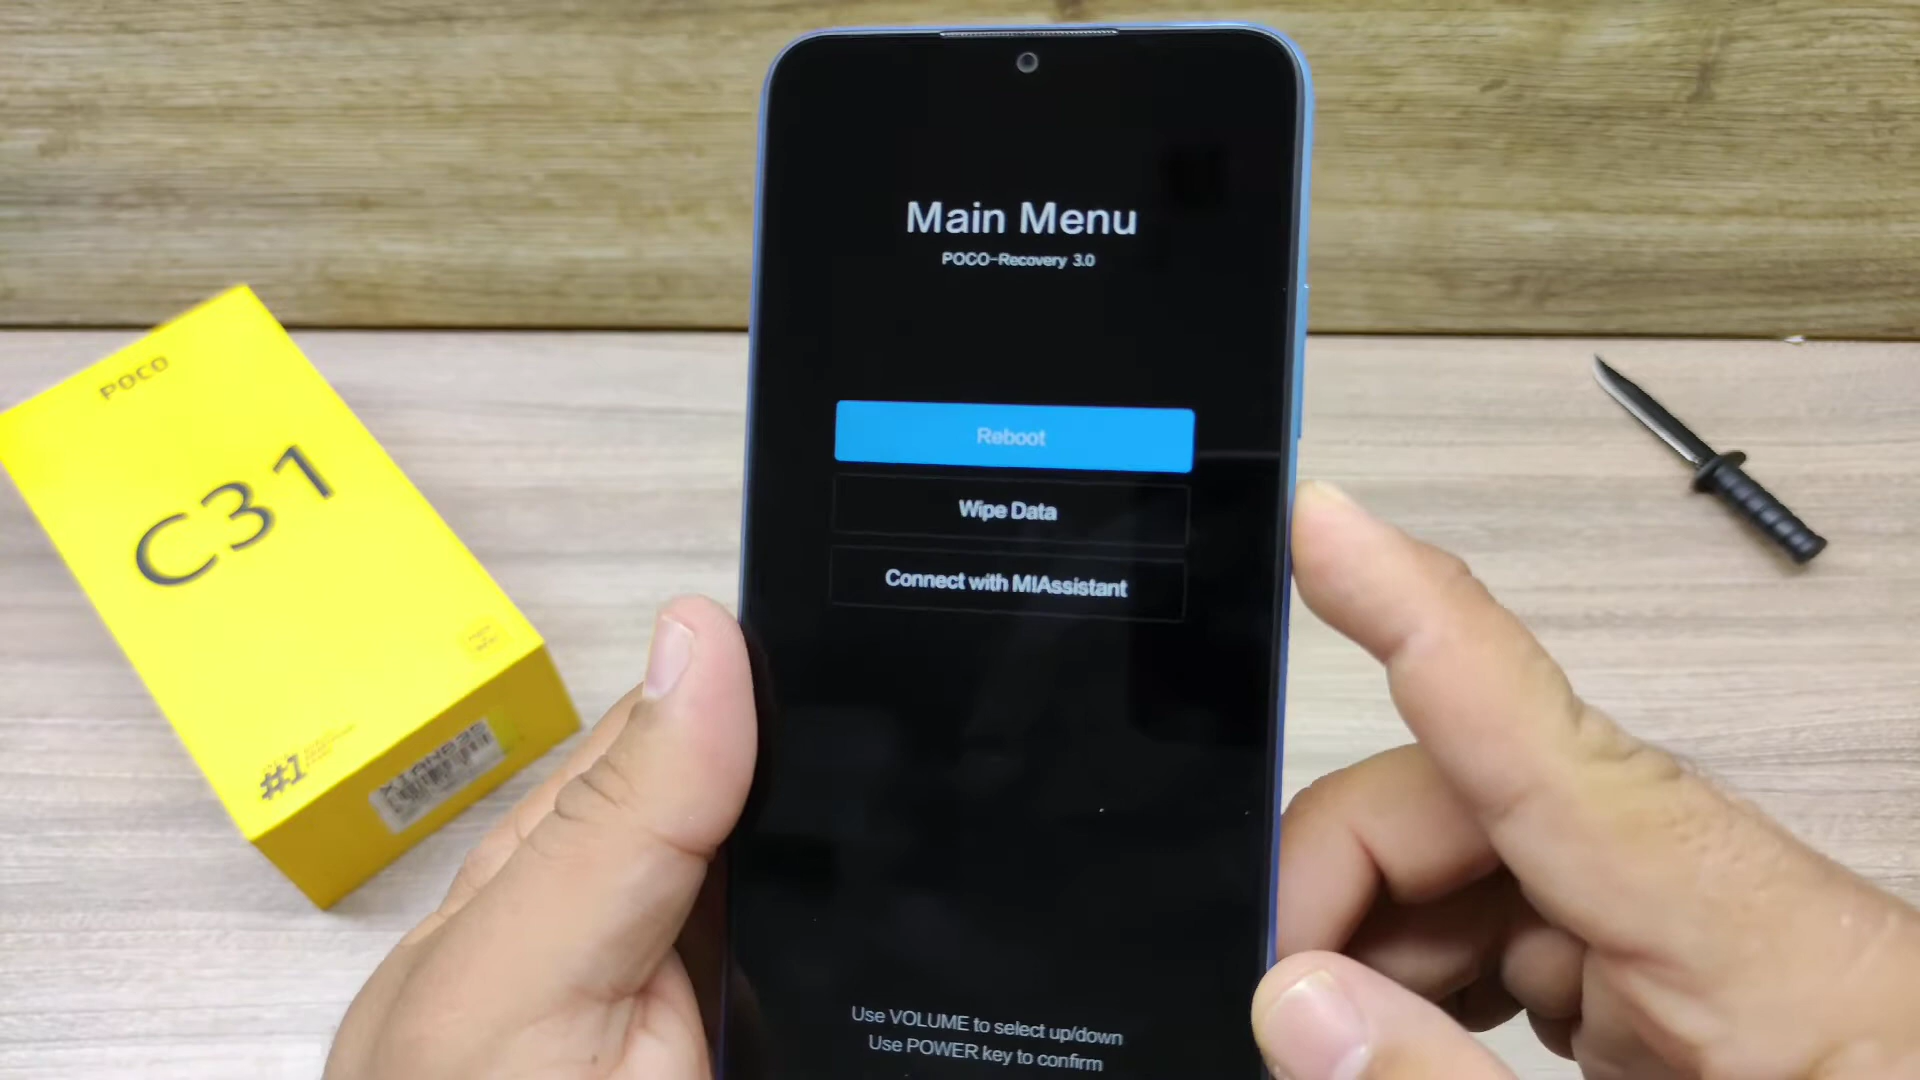 Main Menu
POCO-Recovery 3.0
Reboot
Wipe Data
Connect with MIAssistant
Use VOLUME to select up/down
Use POWER key to confirm
POCO
C31
#1